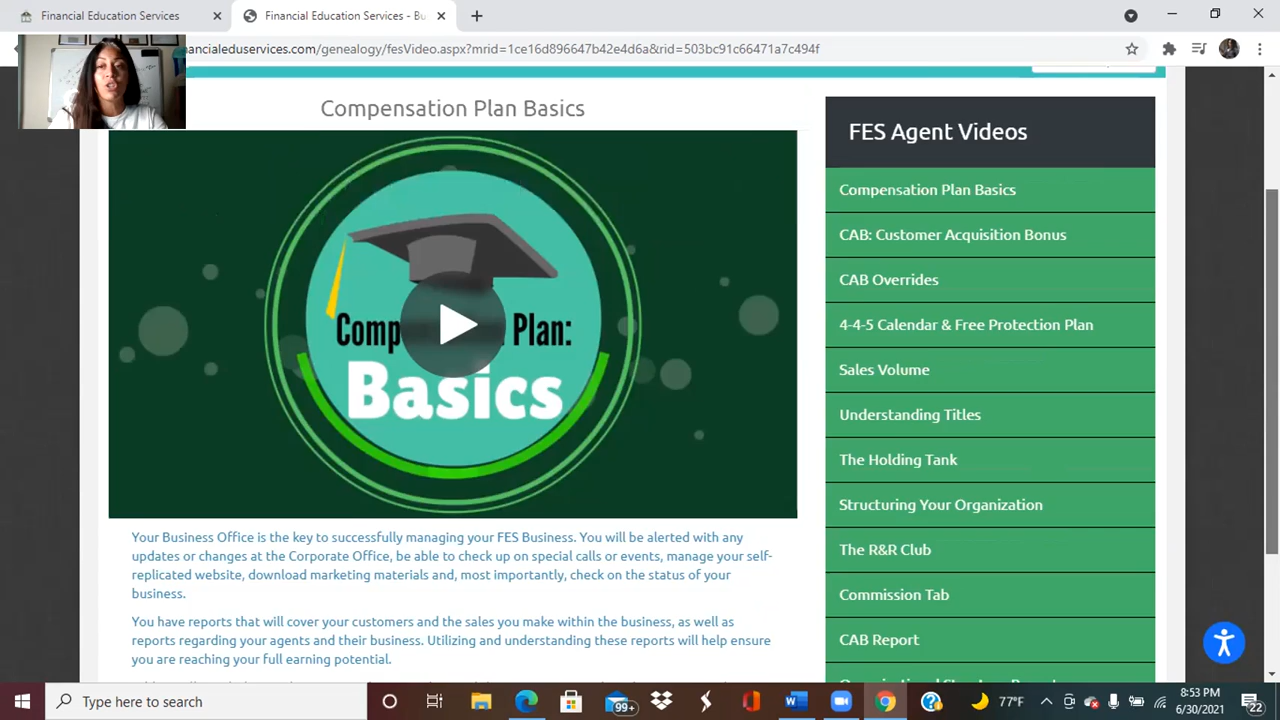 Financial Education Services
Financial Education Services - Bu
ancialeduservices.com/genealogy/fesVideo.aspx?mrid=1ce16d896647b42e4d6a&rid=503bc91c66471a7c494f
Compensation Plan Basics
Plan:
Basics
Your Business Office is the key to successfully managing your FES Business. You will be alerted with any
updates or changes at the Corporate Office, be able to check up on special calls or events, manage your self-
replicated website, download marketing materials and, most importantly, check on the status of your
business.
You have reports that will cover your customers and the sales you make within the business, as well as
reports regarding your agents and their business. Utilizing and understanding these reports will help ensure
you are reaching your full earning potential.
FES Agent Videos
Compensation Plan Basics
CAB: Customer Acquisition Bonus
CAB Overrides
4-4-5 Calendar & Free Protection Plan
Sales Volume
Understanding Titles
The Holding Tank
Structuring Your Organization
The R&R Club
Commission Tab
CAB Report
Type here to search
99+
77°F
8:53 PM
6/30/2021
22